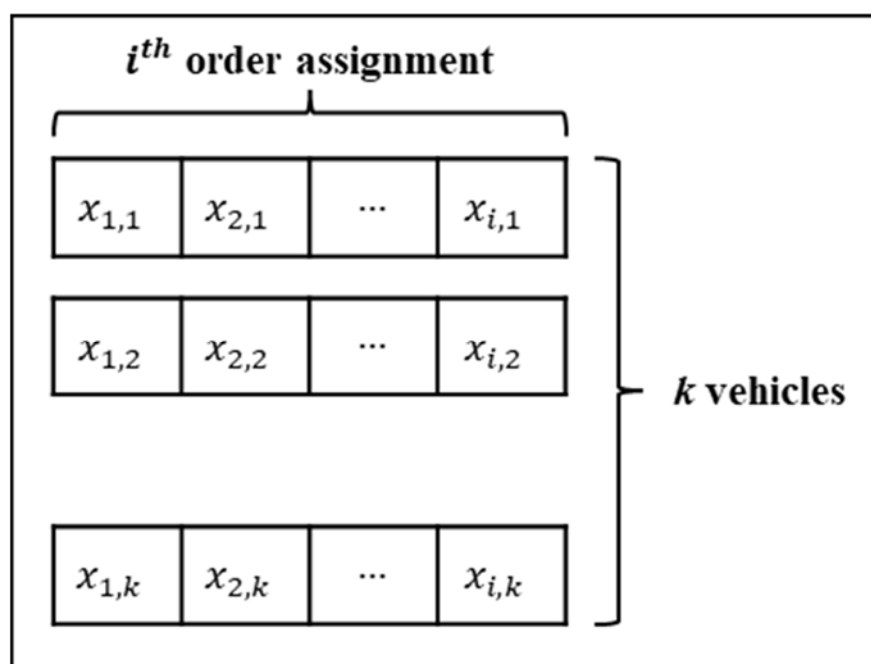 i^{th} order assignment
x_{1,1} x_{2,1} ... x_{i,1}
x_{1,2} x_{2,2} ... x_{i,2}
k vehicles
x_{1,k} x_{2,k} ... x_{i,k}